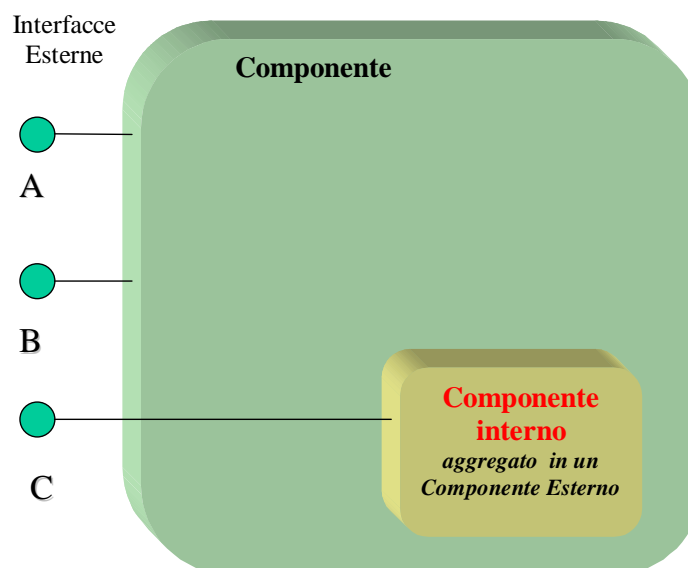 Interfacce
Esterne
Componente
A
B
C
Componente
interno
aggregato in un
Componente Esterno